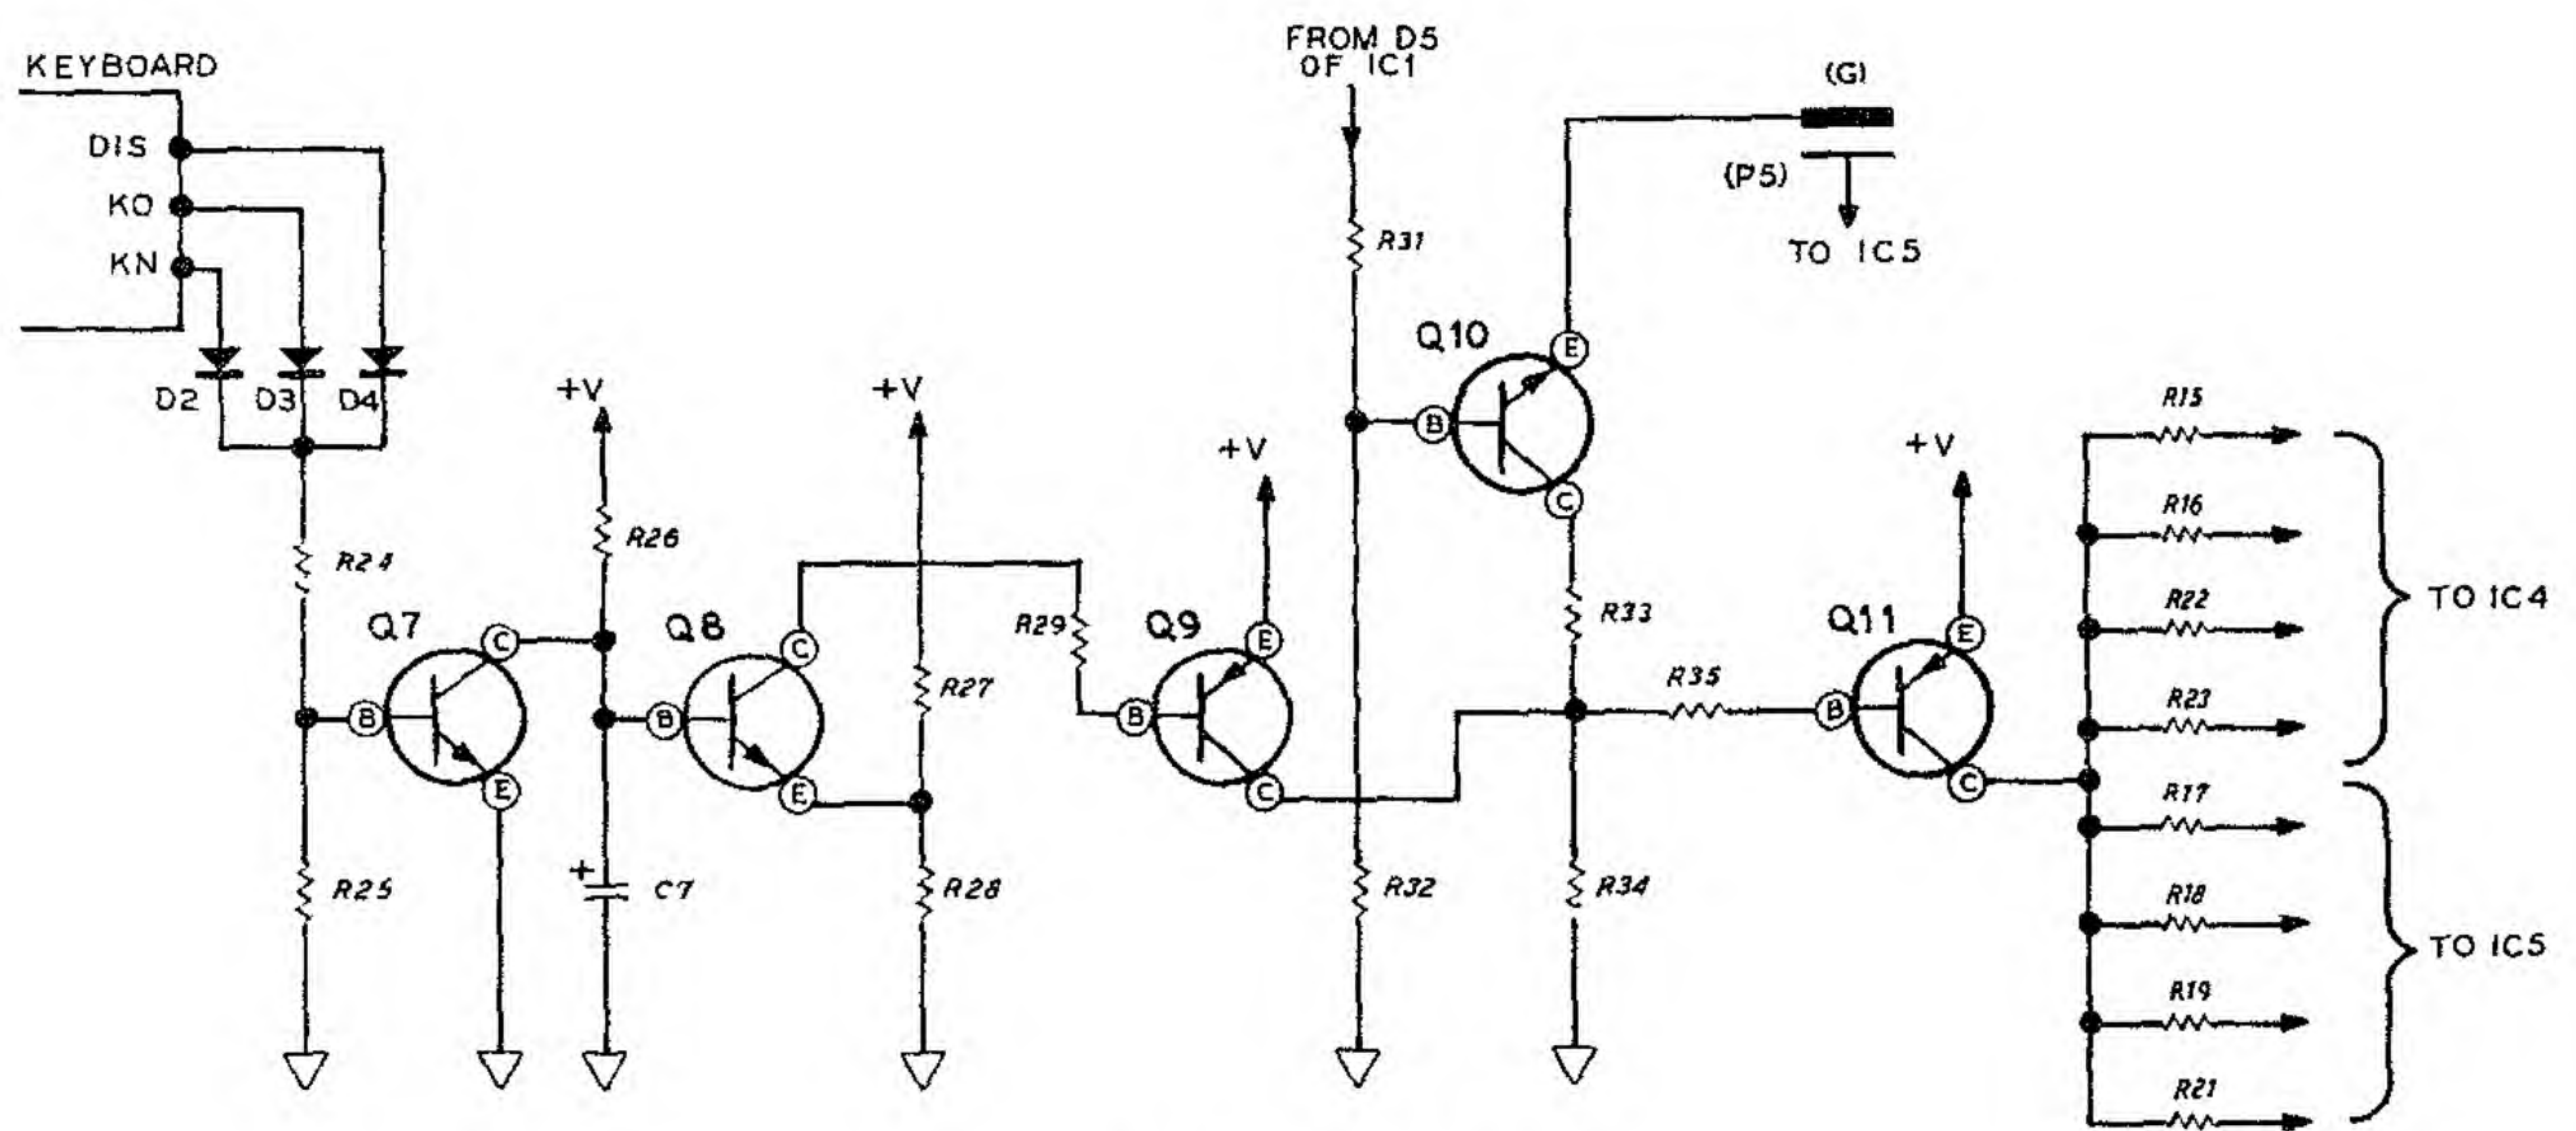 KEYBOARD
DIS
KO
KN
D2
D3
D4
R24
R25
Q7
C
B
E
+V
R26
+
C7
Q8
C
B
E
+V
R27
R28
R29
Q9
+V
E
B
C
FROM D5
OF IC1
R31
R32
Q10
E
B
C
(G)
(P5)
TO IC5
R33
R34
R35
Q11
+V
E
B
C
R15
R16
R22
R23
R17
R18
R19
R21
TO IC4
TO IC5